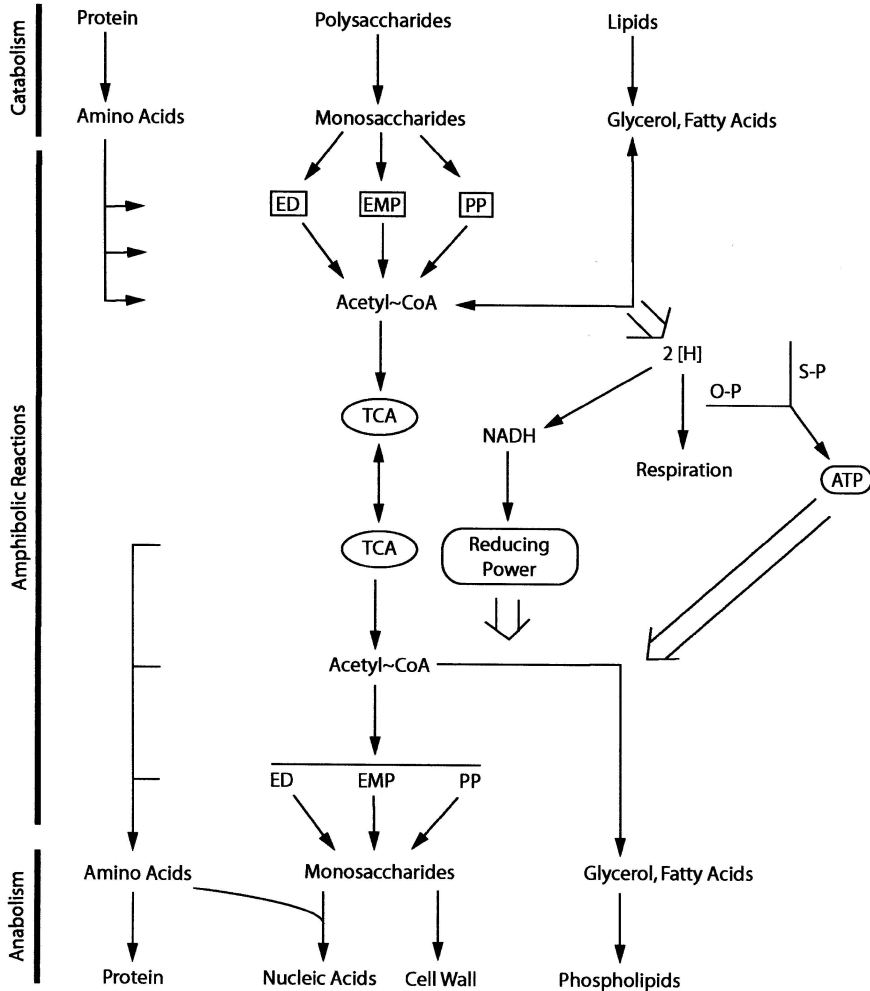 Catabolism
Protein
Polysaccharides
Lipids
Amino Acids
Monosaccharides
Glycerol, Fatty Acids
Amphibolic Reactions
ED
EMP
PP
Acetyl~CoA
2 [H]
S-P
O-P
TCA
NADH
Respiration
ATP
TCA
Reducing
Power
Acetyl~CoA
ED
EMP
PP
Anabolism
Amino Acids
Monosaccharides
Glycerol, Fatty Acids
Protein
Nucleic Acids
Cell Wall
Phospholipids